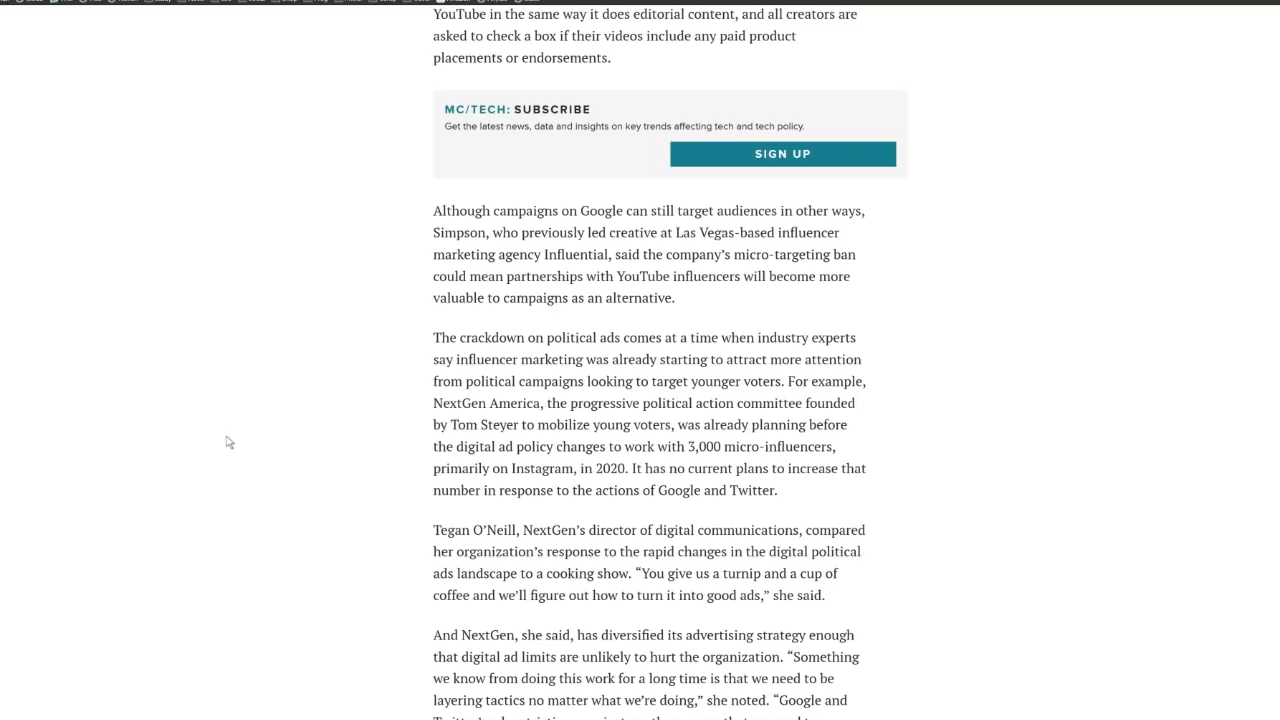 YouTube in the same way it does editorial content, and all creators are
asked to check a box if their videos include any paid product
placements or endorsements.
MC/TECH: SUBSCRIBE
Get the latest news, data and insights on key trends affecting tech and tech policy.
SIGN UP
Although campaigns on Google can still target audiences in other ways,
Simpson, who previously led creative at Las Vegas-based influencer
marketing agency Influential, said the company’s micro-targeting ban
could mean partnerships with YouTube influencers will become more
valuable to campaigns as an alternative.
The crackdown on political ads comes at a time when industry experts
say influencer marketing was already starting to attract more attention
from political campaigns looking to target younger voters. For example,
NextGen America, the progressive political action committee founded
by Tom Steyer to mobilize young voters, was already planning before
the digital ad policy changes to work with 3,000 micro-influencers,
primarily on Instagram, in 2020. It has no current plans to increase that
number in response to the actions of Google and Twitter.
Tegan O’Neill, NextGen’s director of digital communications, compared
her organization’s response to the rapid changes in the digital political
ads landscape to a cooking show. “You give us a turnip and a cup of
coffee and we’ll figure out how to turn it into good ads,” she said.
And NextGen, she said, has diversified its advertising strategy enough
that digital ad limits are unlikely to hurt the organization. “Something
we know from doing this work for a long time is that we need to be
layering tactics no matter what we’re doing,” she noted. “Google and